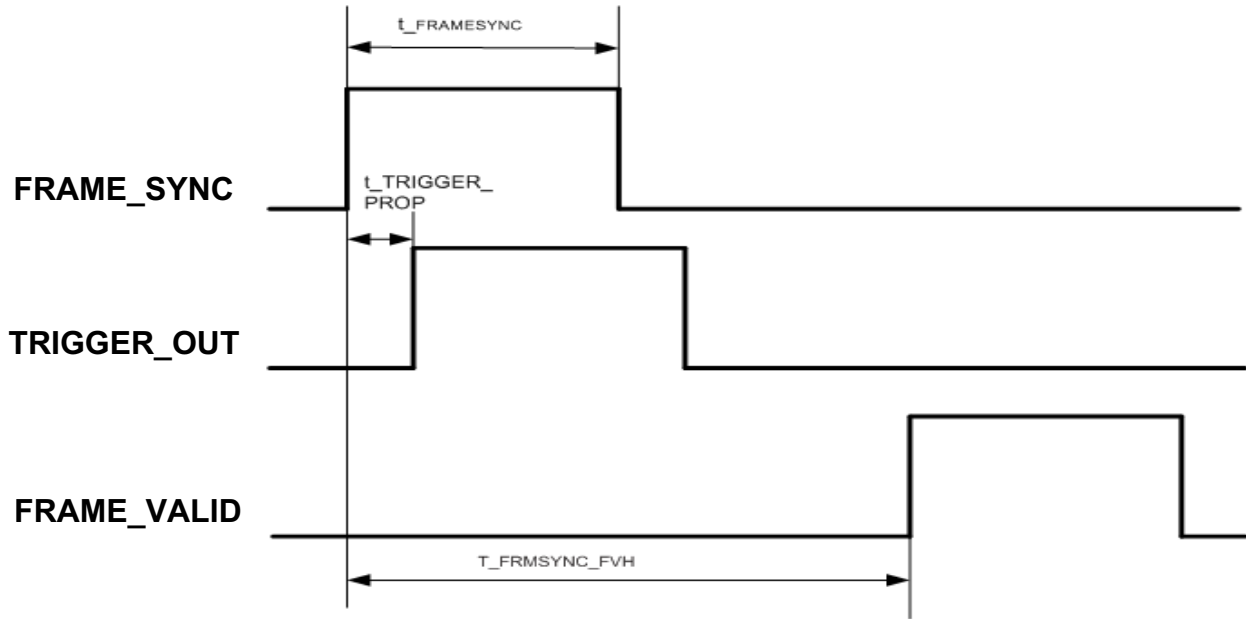 t_FRAMESYNC
FRAME_SYNC
t_TRIGGER_
PROP
TRIGGER_OUT
FRAME_VALID
T_FRMSYNC_FVH